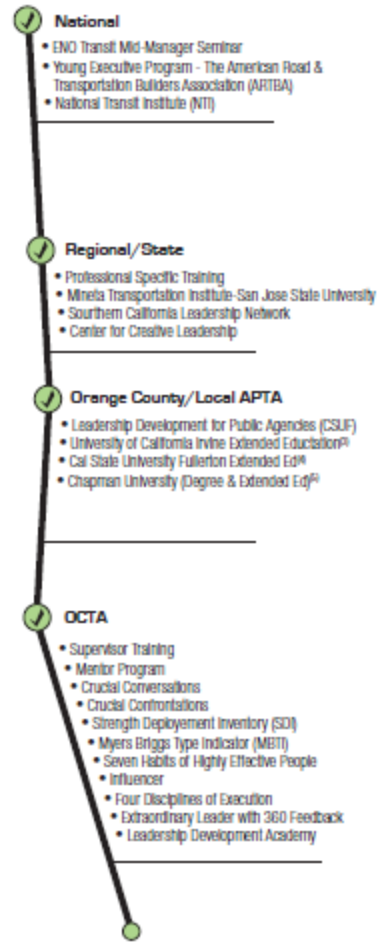 National
• ENO Transit Mid-Manager Seminar
• Young Executive Program - The American Road &
Transportation Builders Association (ARTBA)
• National Transit Institute (NTI)
Regional/State
• Professional Specific Training
• Mineta Transportation Institute-San Jose State University
• Sourthern California Leadership Network
• Center for Creative Leadership
Orange County/Local APTA
• Leadership Development for Public Agencies (CSUF)
• University of California Irvine Extended Eductation(3)
• Cal State University Fullerton Extended Ed(4)
• Chapman University (Degree & Extended Ed)(5)
OCTA
• Supervisor Training
• Mentor Program
• Crucial Conversations
• Crucial Confrontations
• Strength Deployement Inventory (SDI)
• Myers Briggs Type Indicator (MBTI)
• Seven Habits of Highly Effective People
• Influencer
• Four Disciplines of Execution
• Extraordinary Leader with 360 Feedback
• Leadership Development Academy